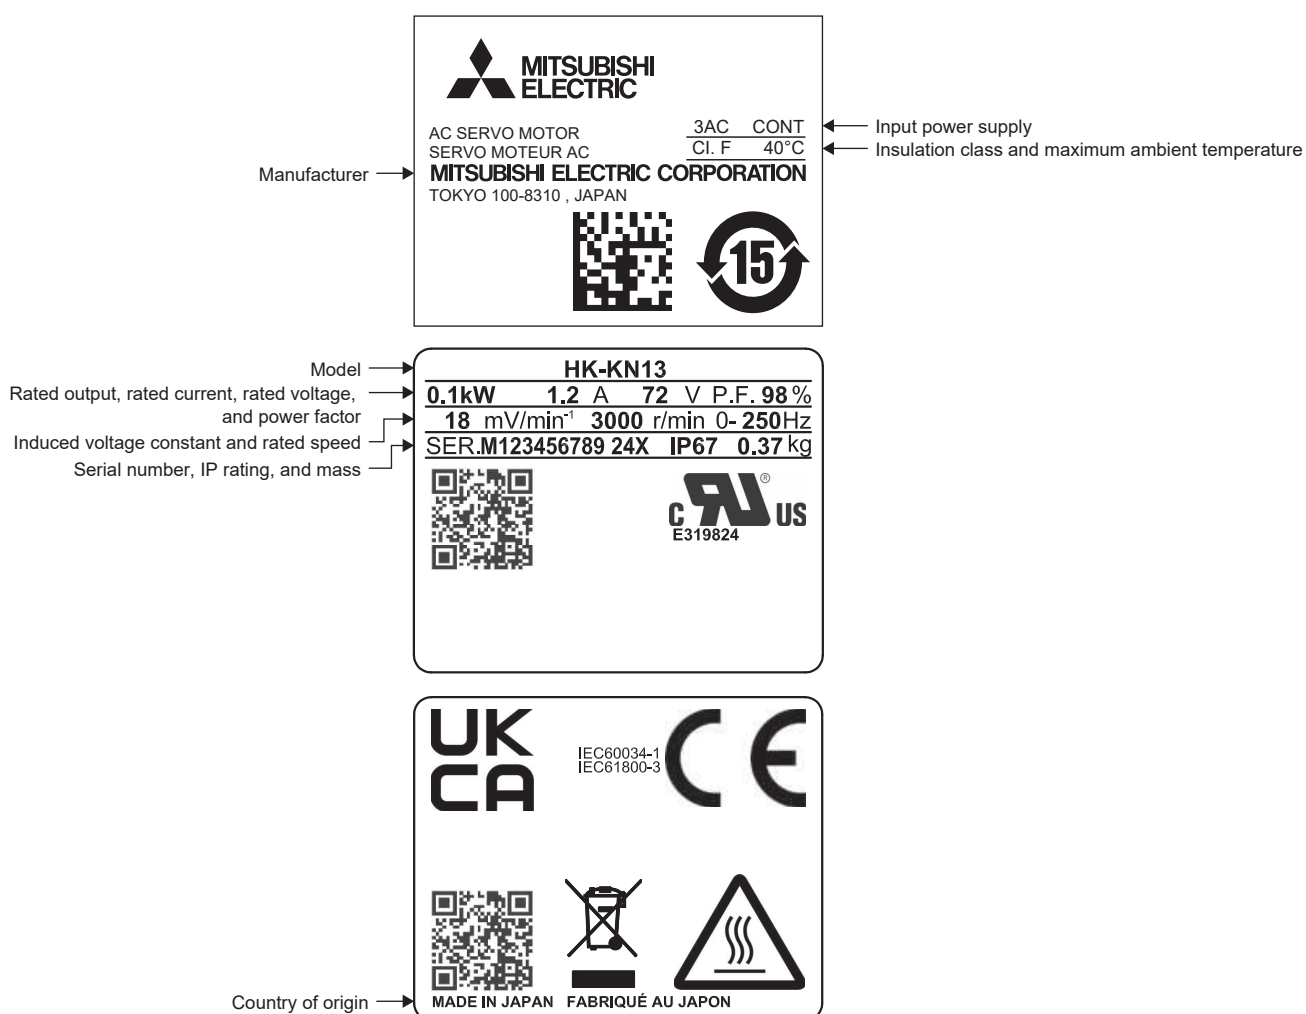 MITSUBISHI
ELECTRIC
AC SERVO MOTOR
SERVO MOTEUR AC
3AC CONT
CI. F 40°C
Input power supply
Insulation class and maximum ambient temperature
Manufacturer
MITSUBISHI ELECTRIC CORPORATION
TOKYO 100-8310 , JAPAN
15
Model
HK-KN13
Rated output, rated current, rated voltage,
and power factor
0.1kW 1.2 A 72 V P.F. 98 %
Induced voltage constant and rated speed
18 mV/min⁻¹ 3000 r/min 0- 250Hz
Serial number, IP rating, and mass
SER.M123456789 24X IP67 0.37 kg
C RU ® US
E319824
UK
CA
IEC60034-1
IEC61800-3
CE
Country of origin
MADE IN JAPAN FABRIQUÉ AU JAPON